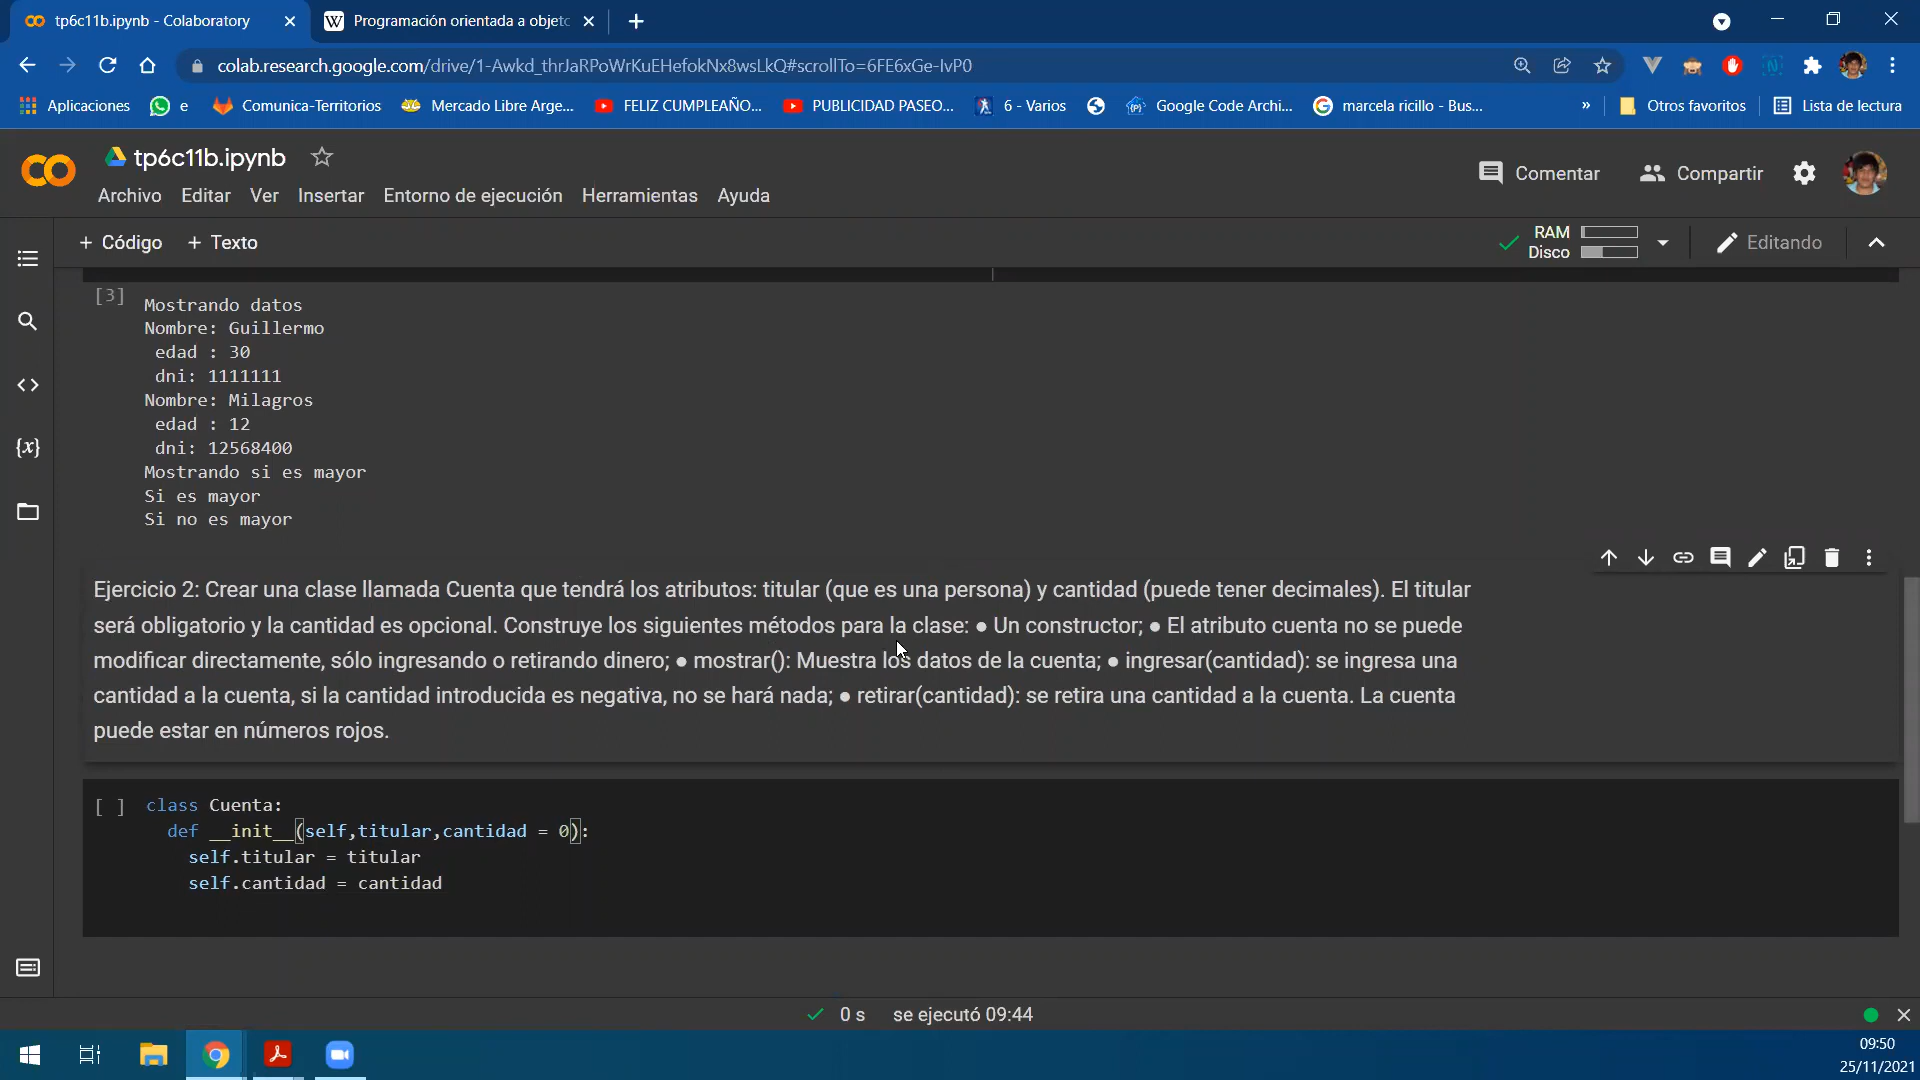 tp6c11b.ipynb - Colaboratory
Programación orientada a objeto
colab.research.google.com/drive/1-Awkd_thrJaRPoWrKuEHefokNx8wsLkQ#scrollTo=6FE6xGe-IvP0
Aplicaciones
e
Comunica-Territorios
Mercado Libre Arge...
FELIZ CUMPLEAÑO...
PUBLICIDAD PASEO...
6 - Varios
Google Code Archi...
marcela ricillo - Bus...
»
Otros favoritos
Lista de lectura
tp6c11b.ipynb
Comentar
Compartir
Archivo Editar Ver Insertar Entorno de ejecución Herramientas Ayuda
+ Código + Texto
RAM
Disco
Editando
[3]
Mostrando datos
Nombre: Guillermo
edad : 30
dni: 1111111
Nombre: Milagros
edad : 12
dni: 12568400
Mostrando si es mayor
Si es mayor
Si no es mayor
Ejercicio 2: Crear una clase llamada Cuenta que tendrá los atributos: titular (que es una persona) y cantidad (puede tener decimales). El titular
será obligatorio y la cantidad es opcional. Construye los siguientes métodos para la clase: ● Un constructor; ● El atributo cuenta no se puede
modificar directamente, sólo ingresando o retirando dinero; ● mostrar(): Muestra los datos de la cuenta; ● ingresar(cantidad): se ingresa una
cantidad a la cuenta, si la cantidad introducida es negativa, no se hará nada; ● retirar(cantidad): se retira una cantidad a la cuenta. La cuenta
puede estar en números rojos.
[ ] class Cuenta:
def __init__(self,titular,cantidad = 0):
self.titular = titular
self.cantidad = cantidad
0 s se ejecutó 09:44
09:50
25/11/2021